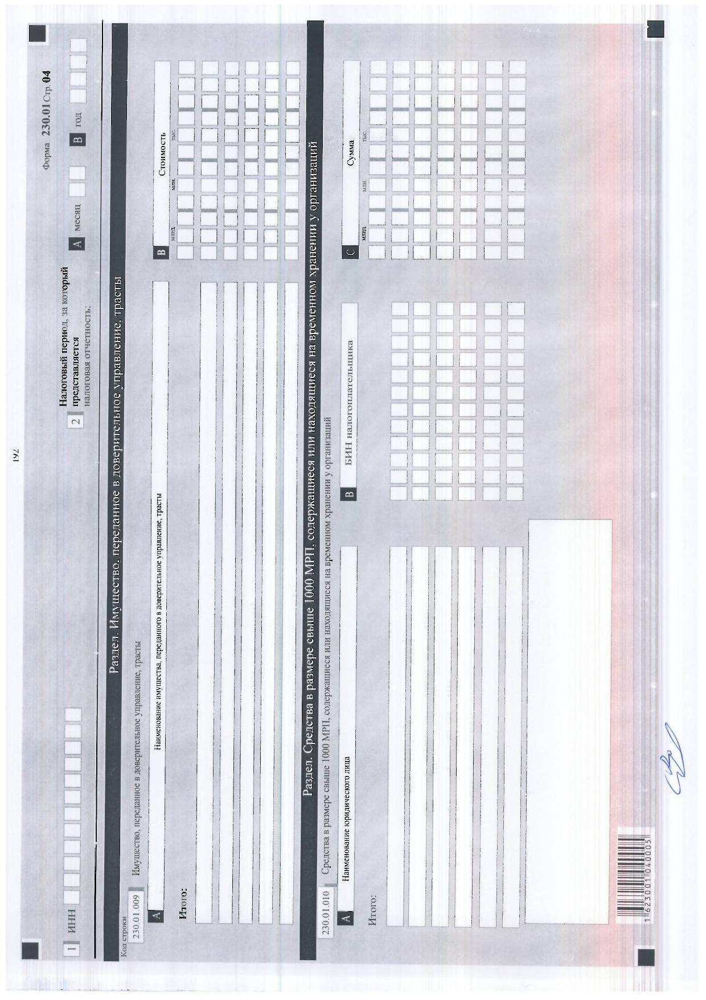 192
Форма 230.01 Стр. 04
1 ИНН
2 Налоговый период, за который
представляется
налоговая отчетность:
А месяц
В год
Раздел. Имущество, переданное в доверительное управление, трасты
Код строки
230.01.009 Имущество, переданное в доверительное управление, трасты
А Наименование имущества, переданного в доверительное управление, трасты
В Стоимость
млрд. млн. тыс.
Итого:
Раздел. Средства в размере свыше 1000 МРП, содержащиеся или находящиеся на временном хранении у организаций
230.01.010 Средства в размере свыше 1000 МРП, содержащиеся или находящиеся на временном хранении у организаций
А Наименование юридического лица
В БИН налогоплательщика
С Сумма
млрд. млн. тыс.
Итого:
1623001040005